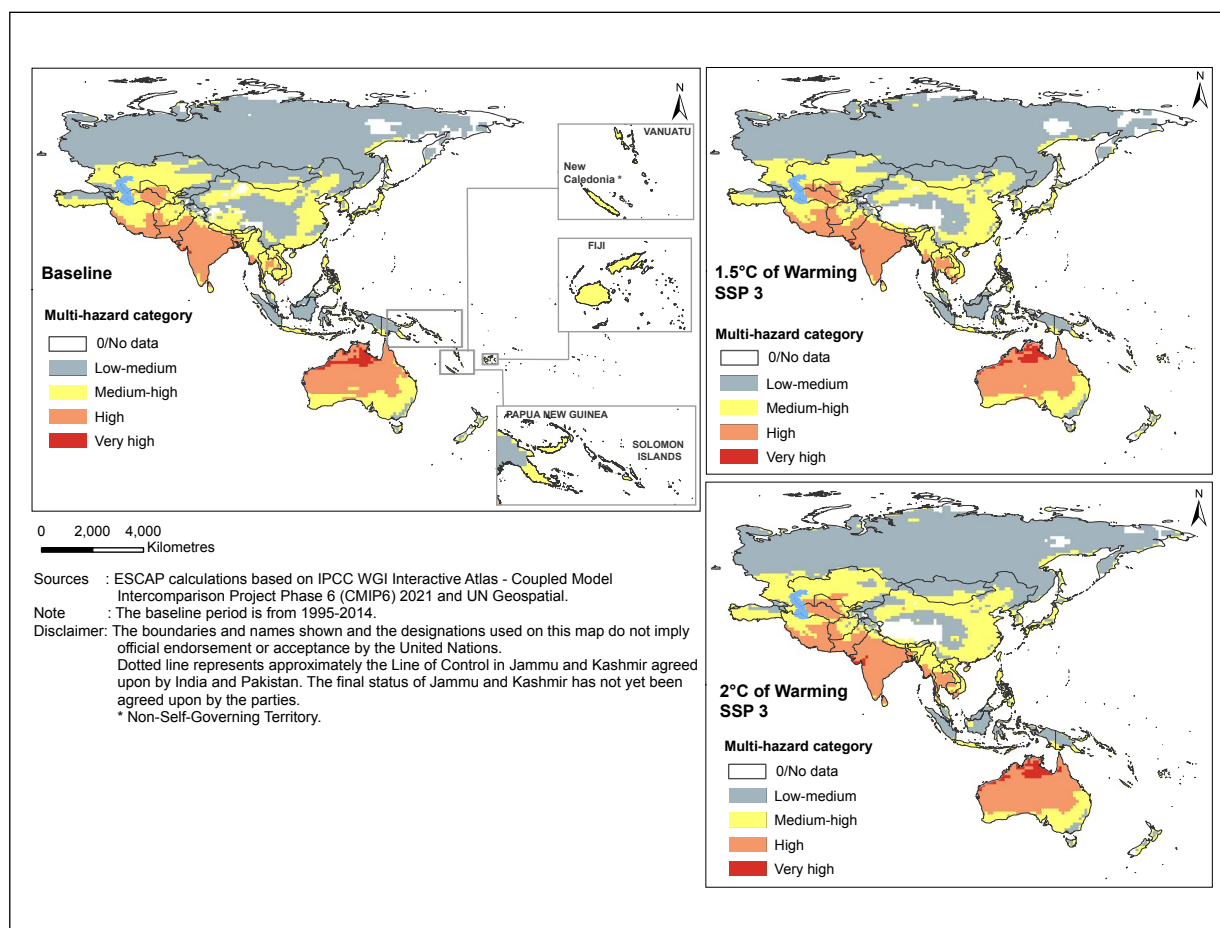 N
VANUATU
New
Caledonia *
FIJI
Baseline
Multi-hazard category
0/No data
Low-medium
Medium-high
High
Very high
PAPUA NEW GUINEA
SOLOMON
ISLANDS
0 2,000 4,000
Kilometres
Sources : ESCAP calculations based on IPCC WGI Interactive Atlas - Coupled Model
Intercomparison Project Phase 6 (CMIP6) 2021 and UN Geospatial.
Note : The baseline period is from 1995-2014.
Disclaimer: The boundaries and names shown and the designations used on this map do not imply
official endorsement or acceptance by the United Nations.
Dotted line represents approximately the Line of Control in Jammu and Kashmir agreed
upon by India and Pakistan. The final status of Jammu and Kashmir has not yet been
agreed upon by the parties.
* Non-Self-Governing Territory.
N
1.5°C of Warming
SSP 3
Multi-hazard category
0/No data
Low-medium
Medium-high
High
Very high
N
2°C of Warming
SSP 3
Multi-hazard category
0/No data
Low-medium
Medium-high
High
Very high